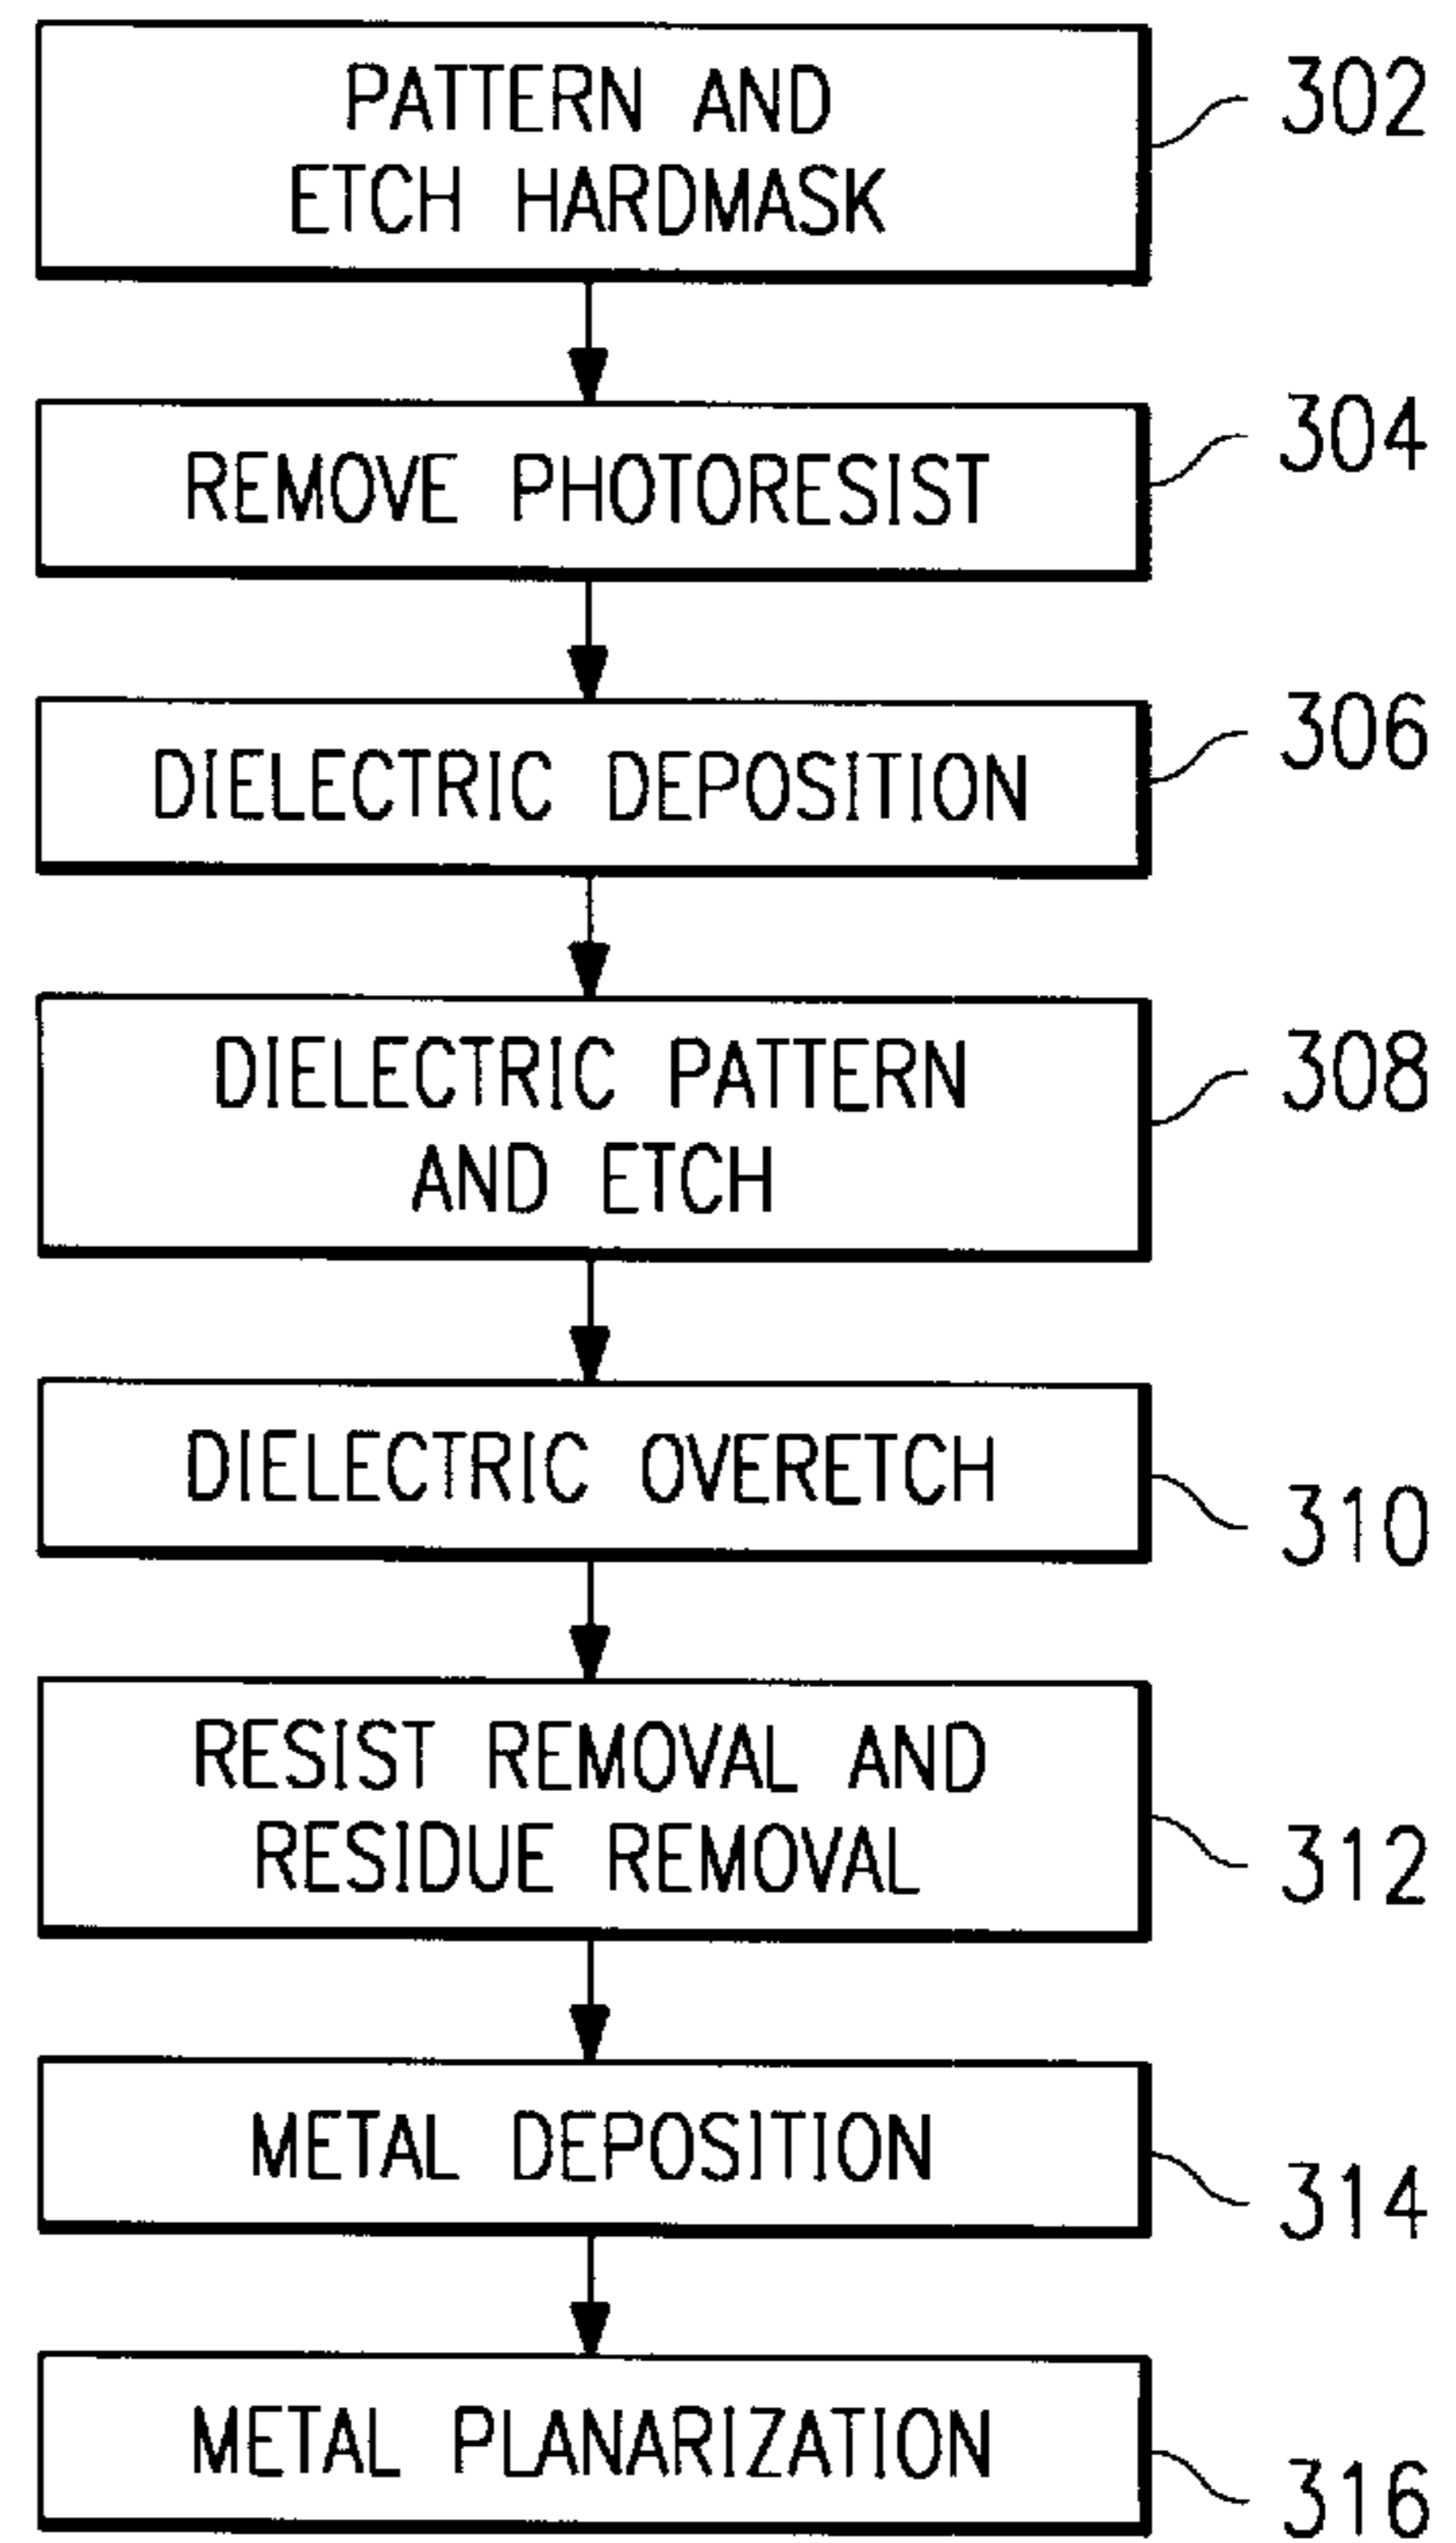 PATTERN AND
ETCH HARDMASK
302
REMOVE PHOTORESIST
304
DIELECTRIC DEPOSITION
306
DIELECTRIC PATTERN
AND ETCH
308
DIELECTRIC OVERETCH
310
RESIST REMOVAL AND
RESIDUE REMOVAL
312
METAL DEPOSITION
314
METAL PLANARIZATION
316